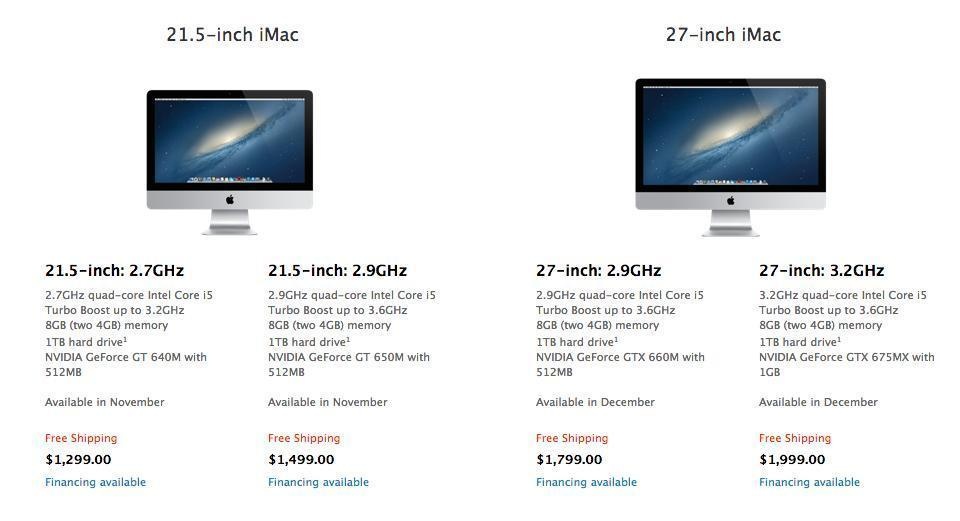 21.5-inch iMac
27-inch iMac
21.5-inch: 2.7GHz
2.7GHz quad-core Intel Core i5
Turbo Boost up to 3.2GHz
8GB (two 4GB) memory
1TB hard drive¹
NVIDIA GeForce GT 640M with
512MB
Available in November
Free Shipping
$1,299.00
Financing available
21.5-inch: 2.9GHz
2.9GHz quad-core Intel Core i5
Turbo Boost up to 3.6GHz
8GB (two 4GB) memory
1TB hard drive¹
NVIDIA GeForce GT 650M with
512MB
Available in November
Free Shipping
$1,499.00
Financing available
27-inch: 2.9GHz
2.9GHz quad-core Intel Core i5
Turbo Boost up to 3.6GHz
8GB (two 4GB) memory
1TB hard drive¹
NVIDIA GeForce GTX 660M with
512MB
Available in December
Free Shipping
$1,799.00
Financing available
27-inch: 3.2GHz
3.2GHz quad-core Intel Core i5
Turbo Boost up to 3.6GHz
8GB (two 4GB) memory
1TB hard drive¹
NVIDIA GeForce GTX 675MX with
1GB
Available in December
Free Shipping
$1,999.00
Financing available